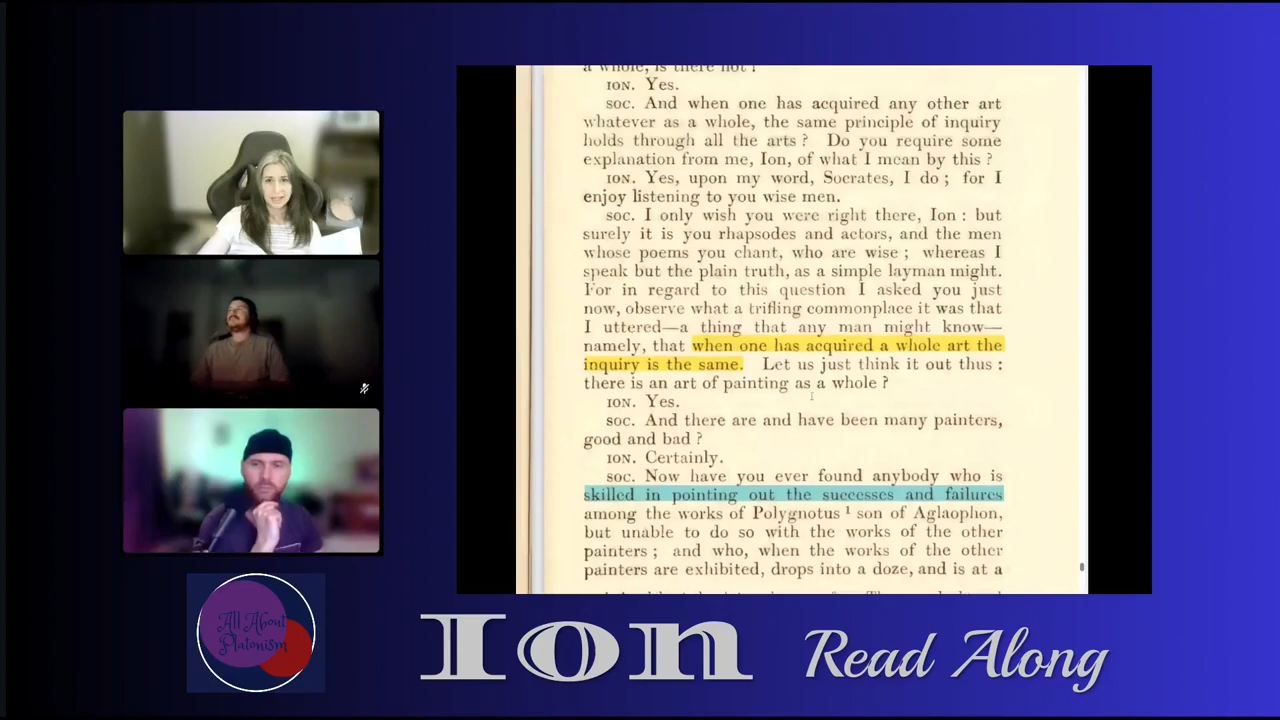 a whole, is there not?
ION. Yes.
SOC. And when one has acquired any other art
whatever as a whole, the same principle of inquiry
holds through all the arts? Do you require some
explanation from me, Ion, of what I mean by this?
ION. Yes, upon my word, Socrates, I do; for I
enjoy listening to you wise men.
SOC. I only wish you were right there, Ion: but
surely it is you rhapsodes and actors, and the men
whose poems you chant, who are wise; whereas I
speak but the plain truth, as a simple layman might.
For in regard to this question I asked you just
now, observe what a trifling commonplace it was that
I uttered—a thing that any man might know—
namely, that when one has acquired a whole art the
inquiry is the same. Let us just think it out thus:
there is an art of painting as a whole?
ION. Yes.
SOC. And there are and have been many painters,
good and bad?
ION. Certainly.
SOC. Now have you ever found anybody who is
skilled in pointing out the successes and failures
among the works of Polygnotus ¹ son of Aglaophon,
but unable to do so with the works of the other
painters; and who, when the works of the other
painters are exhibited, drops into a doze, and is at a
All About
Platonism
Ion Read Along